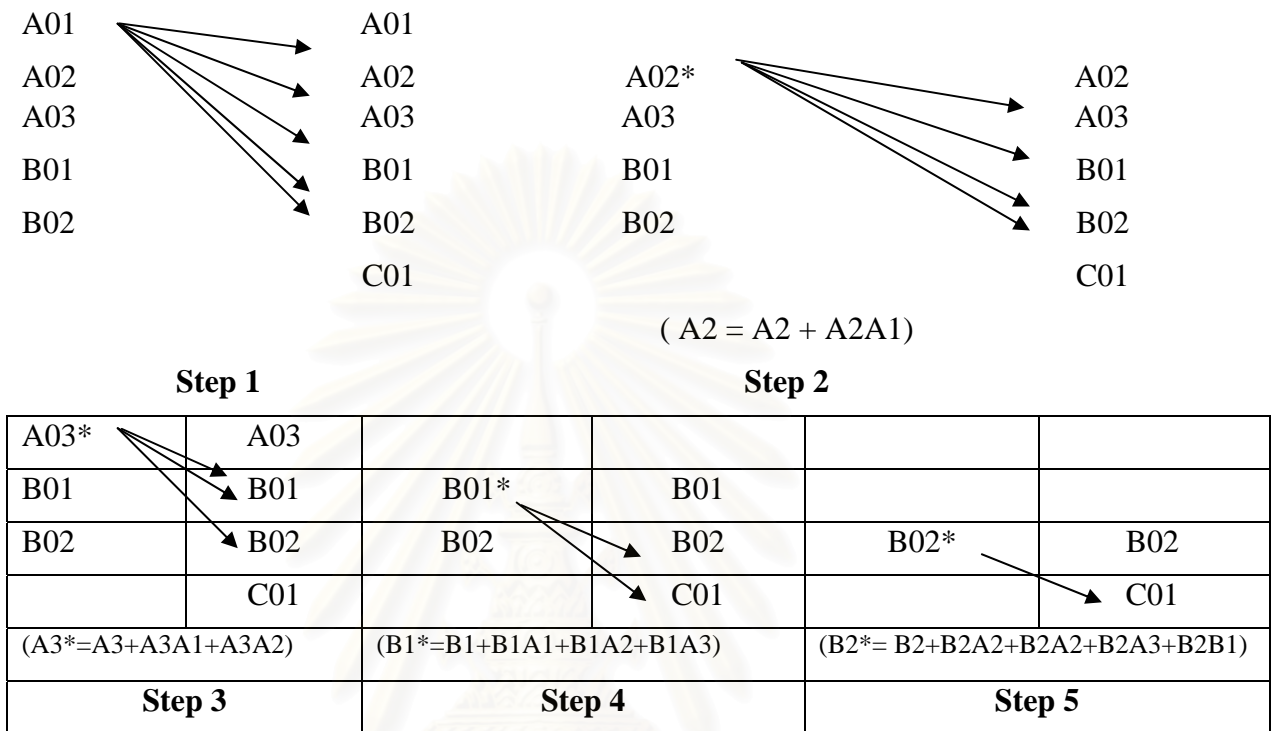 A01 A01
A02 A02 A02* A02
A03 A03 A03 A03
B01 B01 B01 B01
B02 B02 B02 B02
C01 C01
( A2 = A2 + A2A1)
Step 1 Step 2
A03* A03
B01 B01 B01* B01
B02 B02 B02 B02 B02* B02
C01 C01 C01
(A3*=A3+A3A1+A3A2) (B1*=B1+B1A1+B1A2+B1A3) (B2*= B2+B2A2+B2A2+B2A3+B2B1)
Step 3 Step 4 Step 5